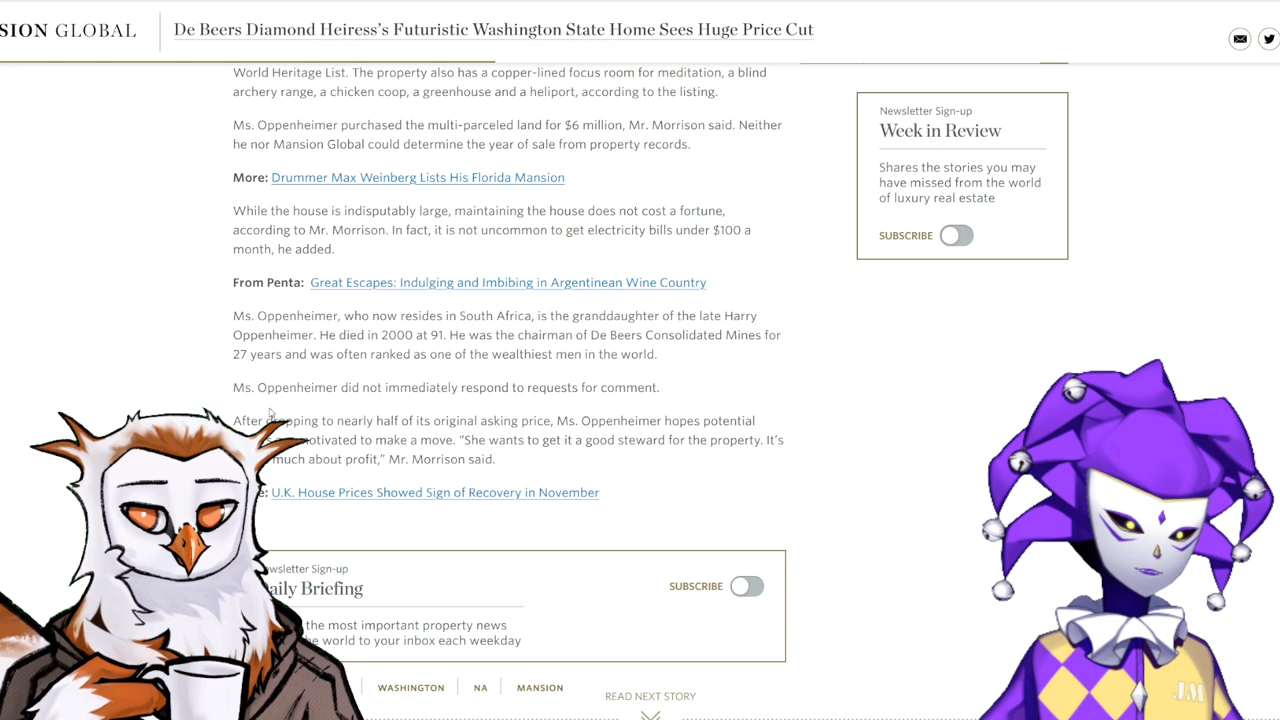 SION GLOBAL
De Beers Diamond Heiress's Futuristic Washington State Home Sees Huge Price Cut
World Heritage List. The property also has a copper-lined focus room for meditation, a blind
archery range, a chicken coop, a greenhouse and a heliport, according to the listing.
Ms. Oppenheimer purchased the multi-parceled land for $6 million, Mr. Morrison said. Neither
he nor Mansion Global could determine the year of sale from property records.
More: Drummer Max Weinberg Lists His Florida Mansion
While the house is indisputably large, maintaining the house does not cost a fortune,
according to Mr. Morrison. In fact, it is not uncommon to get electricity bills under $100 a
month, he added.
From Penta: Great Escapes: Indulging and Imbibing in Argentinean Wine Country
Ms. Oppenheimer, who now resides in South Africa, is the granddaughter of the late Harry
Oppenheimer. He died in 2000 at 91. He was the chairman of De Beers Consolidated Mines for
27 years and was often ranked as one of the wealthiest men in the world.
Ms. Oppenheimer did not immediately respond to requests for comment.
After dropping to nearly half of its original asking price, Ms. Oppenheimer hopes potential
motivated to make a move. “She wants to get it a good steward for the property. It's
much about profit,” Mr. Morrison said.
U.K. House Prices Showed Sign of Recovery in November
Newsletter Sign-up
Week in Review
Shares the stories you may
have missed from the world
of luxury real estate
SUBSCRIBE
wsletter Sign-up
aily Briefing
the most important property news
world to your inbox each weekday
SUBSCRIBE
WASHINGTON
NA
MANSION
READ NEXT STORY
JM